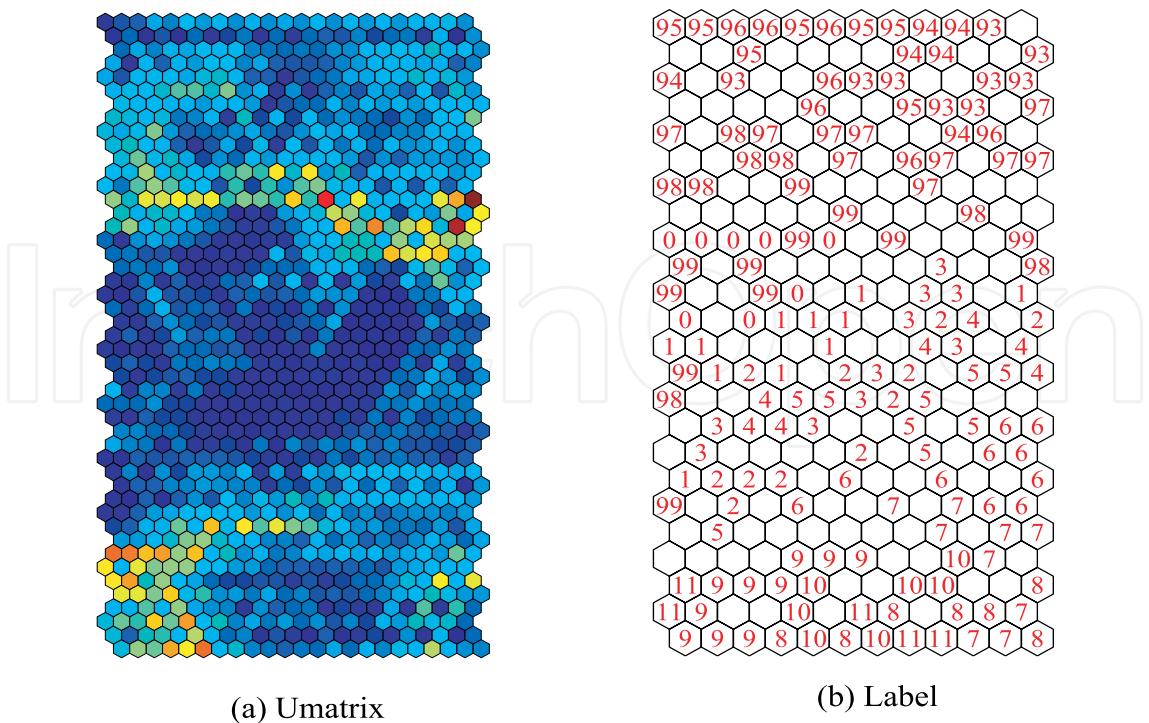 95 95 96 96 95 96 95 95 94 94 93
95 94 94 93
94 93 96 93 93 93 93
96 95 93 93 97
97 98 97 97 97 94 96
98 98 97 96 97 97 97
98 98 99 97
99 98
0 0 0 0 99 0 99 99
99 99 3 98
99 99 0 1 3 3 1
0 0 1 1 1 3 2 4 2
1 1 1 4 3 4
99 1 2 1 2 3 2 5 5 4
98 4 5 5 3 2 5
3 4 4 3 5 5 6 6
3 2 5 6 6
1 2 2 2 6 6 6
99 2 6 7 7 6 6
5 7 7 7
9 9 9 10 7
11 9 9 9 10 10 10 8
11 9 10 11 8 8 8 7
9 9 9 8 10 8 10 11 11 7 7 8
(a) Umatrix
(b) Label